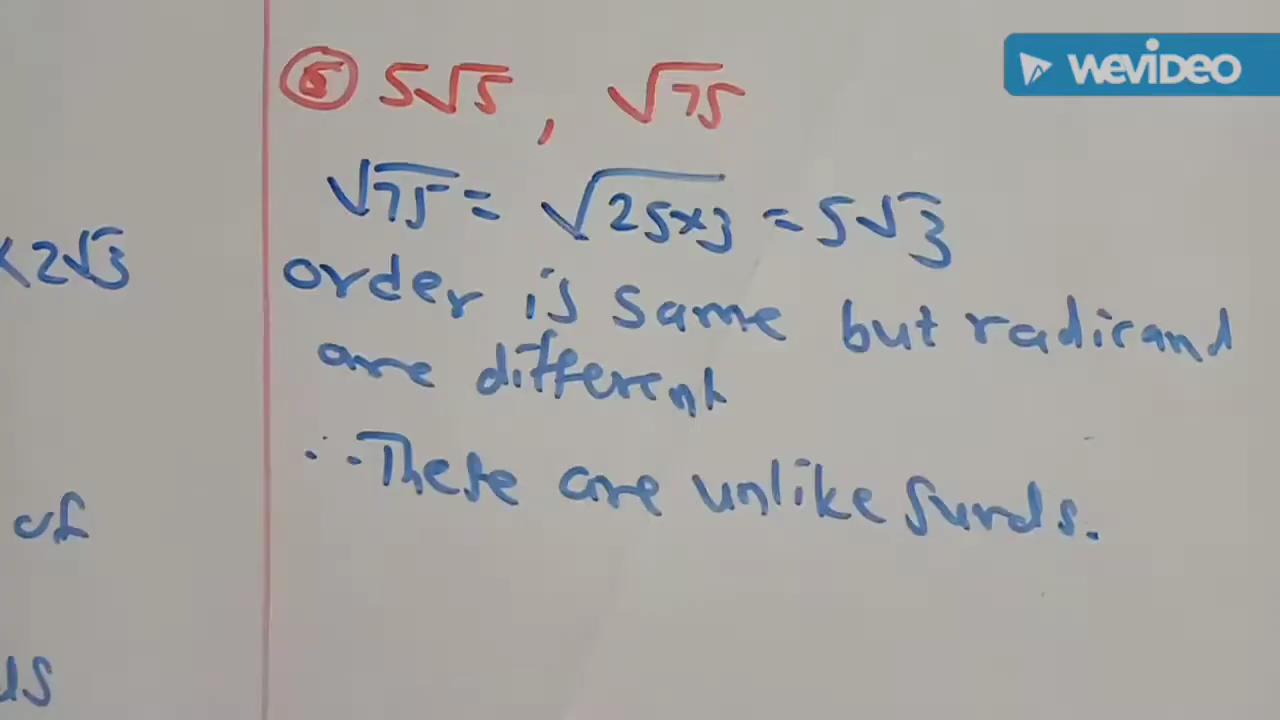 WEVIDEO
⑤ 5√5 , √75
√75 = √25×3 = 5√3
×2√3
order is same but radicand
are different
∴ These are unlike surds.
of
ds